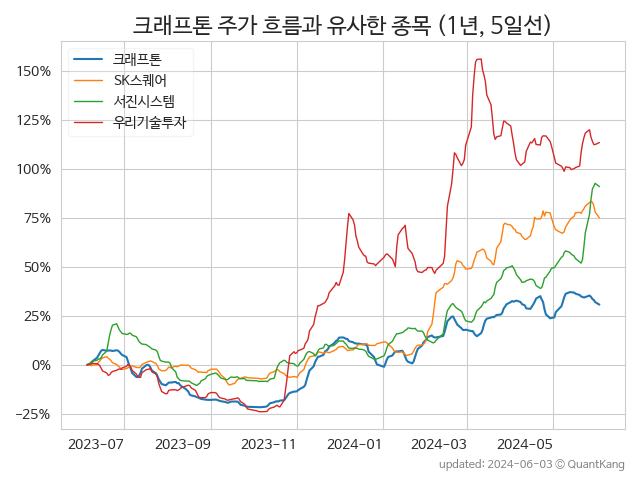 크래프톤 주가 흐름과 유사한 종목 (1년, 5일선)
크래프톤
SK스퀘어
서진시스템
우리기술투자
150%
125%
100%
75%
50%
25%
0%
−25%
2023-07 2023-09 2023-11 2024-01 2024-03 2024-05
updated: 2024-06-03 © QuantKang